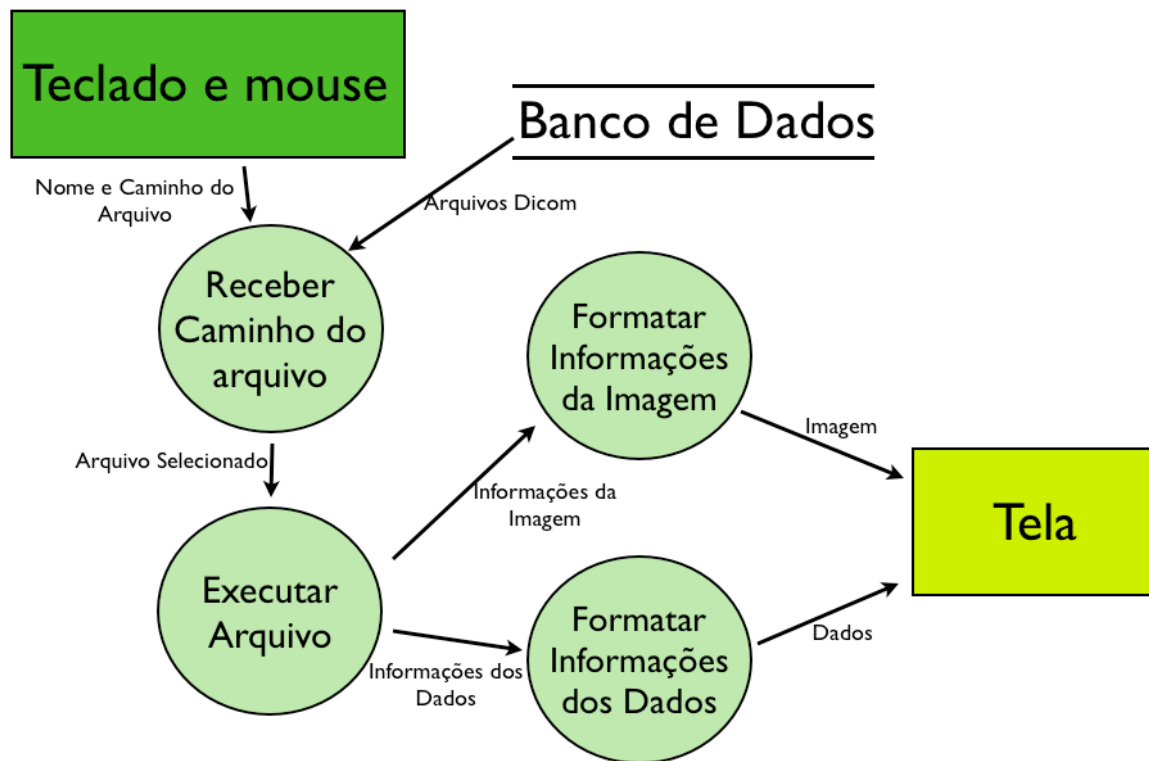 Teclado e mouse
Banco de Dados
Nome e Caminho do
Arquivo
Arquivos Dicom
Receber
Caminho do
arquivo
Formatar
Informações
da Imagem
Imagem
Arquivo Selecionado
Informações da
Imagem
Tela
Executar
Arquivo
Informações dos
Dados
Formatar
Informações
dos Dados
Dados